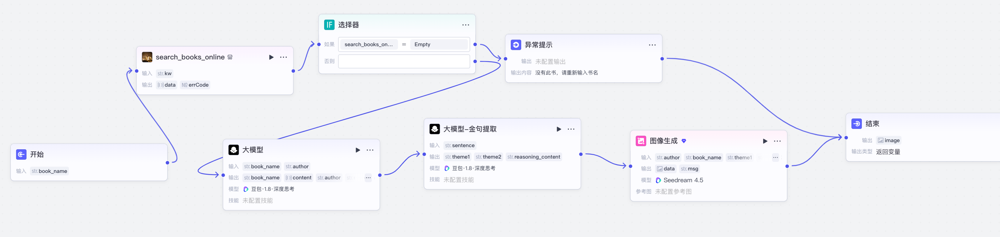 开始
输入 str. book_name
search_books_online
输入 str. kw
输出 [()] data № errCode
IF 选择器
如果 search_books_on... = Empty
否则
异常提示
输出 未配置输出
输出内容 没有此书，请重新输入书名
大模型
输入 str. book_name str. author
输出 str. book_name [()] content str. author ...
模型 豆包·1.8·深度思考
技能 未配置技能
大模型-金句提取
输入 str. sentence
输出 str. theme1 str. theme2 str. reasoning_content
模型 豆包·1.8·深度思考
技能 未配置技能
图像生成
输入 str. author str. book_name str. theme1 ...
输出 data str. msg
模型 Seedream 4.5
参考图 未配置参考图
结束
输出 image
输出类型 返回变量